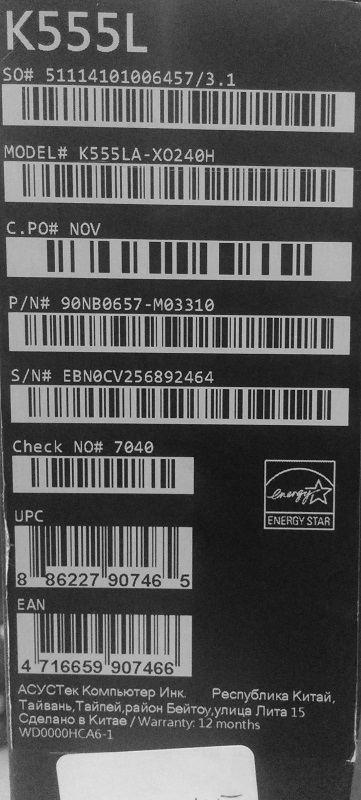 K555L
SO# 51114101006457/3.1
MODEL# K555LA-XO240H
C.PO# NOV
P/N# 90NB0657-M03310
S/N# EBN0CV256892464
Check NO# 7040
energy
ENERGY STAR
UPC
8 86227 90746 5
EAN
4 716659 907466
АСУСТек Компьютер Инк. Республика Китай,
Тайвань,Тайпей,район Бейтоу,улица Лита 15
Сделано в Китае / Warranty: 12 months
WD0000HCA6-1